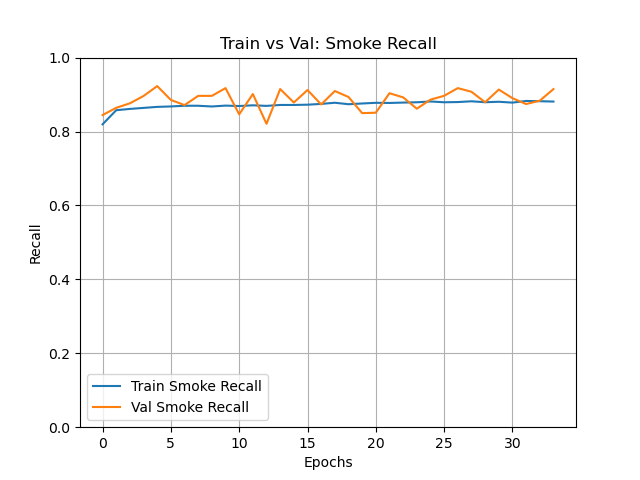 Train vs Val: Smoke Recall
1.0
0.8
0.6
0.4
0.2
0.0
Recall
Train Smoke Recall
Val Smoke Recall
0 5 10 15 20 25 30
Epochs